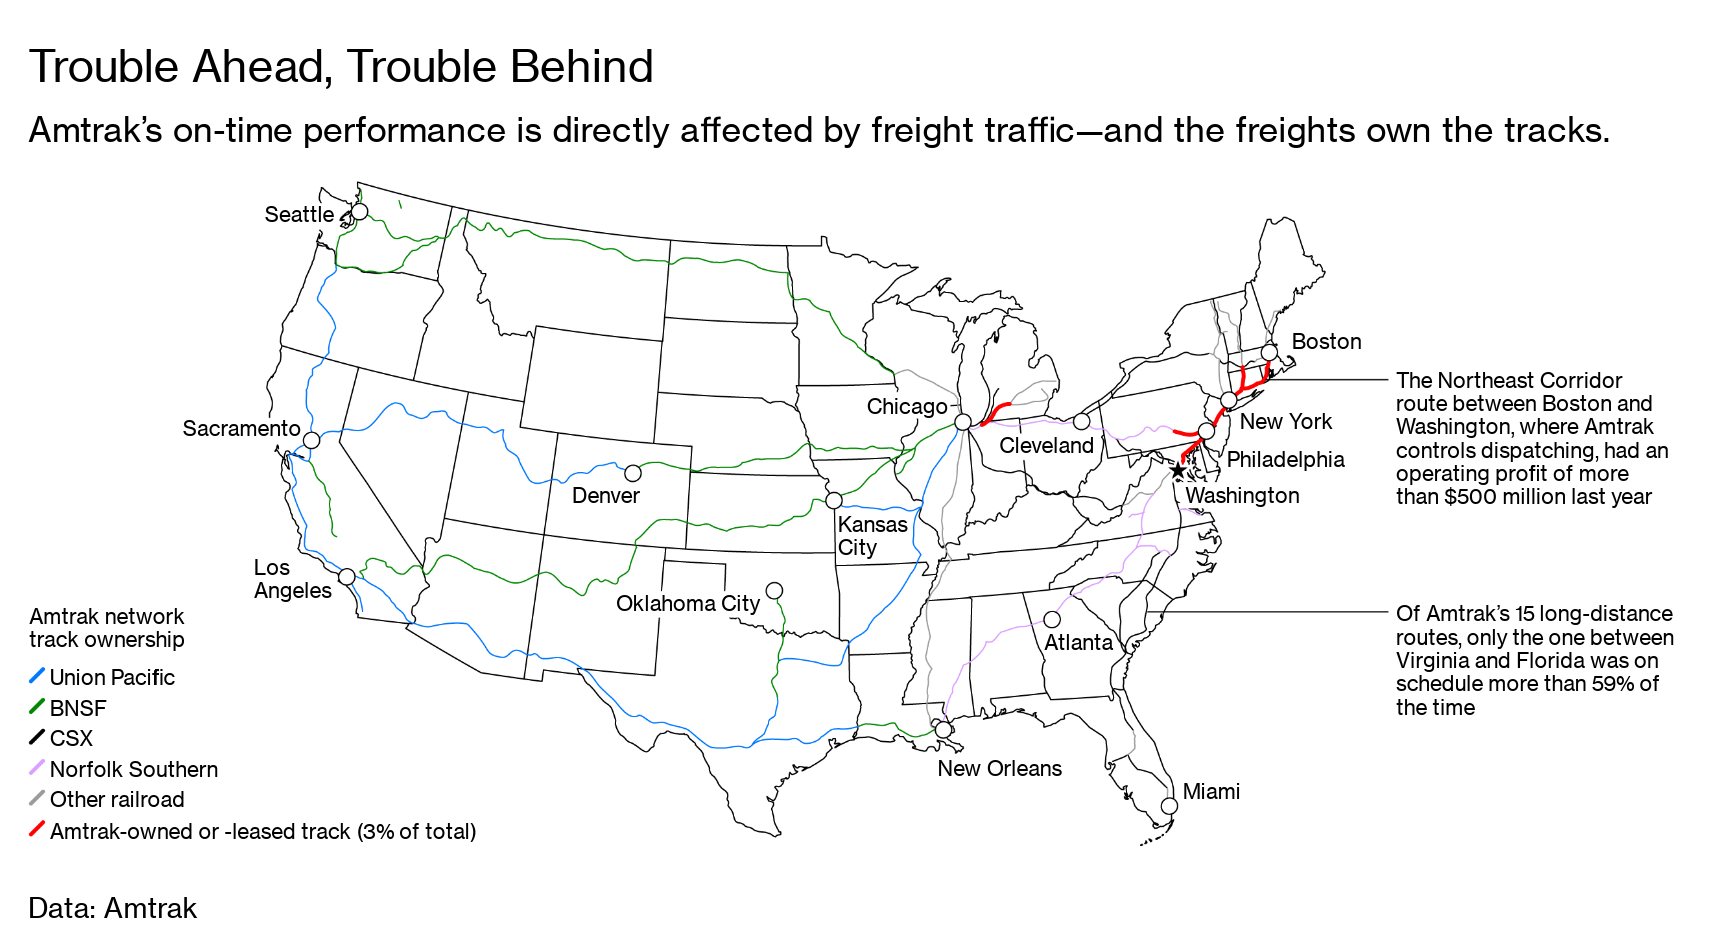 Trouble Ahead, Trouble Behind
Amtrak’s on-time performance is directly affected by freight traffic—and the freights own the tracks.
Seattle
Boston
The Northeast Corridor
route between Boston and
Washington, where Amtrak
controls dispatching, had an
operating profit of more
than $500 million last year
Chicago
New York
Sacramento
Cleveland
Philadelphia
Denver
Washington
Kansas
City
Los
Angeles
Oklahoma City
Atlanta
Of Amtrak’s 15 long-distance
routes, only the one between
Virginia and Florida was on
schedule more than 59% of
the time
New Orleans
Miami
Amtrak network
track ownership
Union Pacific
BNSF
CSX
Norfolk Southern
Other railroad
Amtrak-owned or -leased track (3% of total)
Data: Amtrak